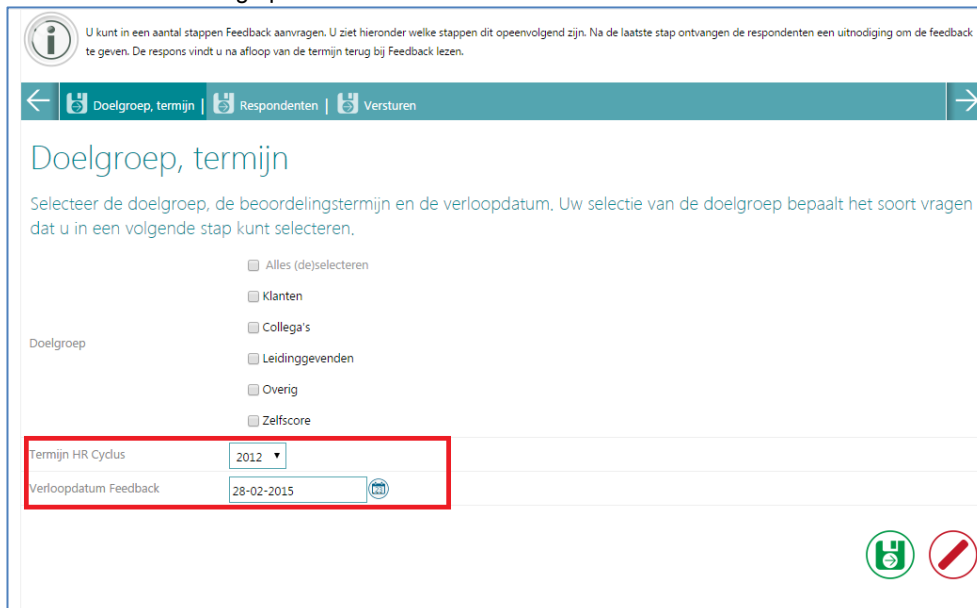 U kunt in een aantal stappen Feedback aanvragen. U ziet hieronder welke stappen dit opeenvolgend zijn. Na de laatste stap ontvangen de respondenten een uitnodiging om de feedback
te geven. De respons vindt u na afloop van de termijn terug bij Feedback lezen.
Doelgroep, termijn | Respondenten | Versturen
Doelgroep, termijn
Selecteer de doelgroep, de beoordelingstermijn en de verloopdatum. Uw selectie van de doelgroep bepaalt het soort vragen
dat u in een volgende stap kunt selecteren.
Alles (de)selecteren
Klanten
Collega's
Doelgroep
Leidinggevenden
Overig
Zelfscore
Termijn HR Cyclus 2012
Verloopdatum Feedback 28-02-2015